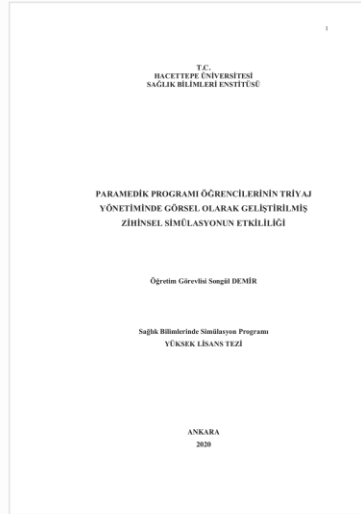 1
T.C.
HACETTEPE ÜNİVERSİTESİ
SAĞLIK BİLİMLERİ ENSTİTÜSÜ
PARAMEDİK PROGRAMI ÖĞRENCİLERİNİN TRİYAJ
YÖNETİMİNDE GÖRSEL OLARAK GELİŞTİRİLMİŞ
ZİHİNSEL SİMÜLASYONUN ETKİLİLİĞİ
Öğretim Görevlisi Songül DEMİR
Sağlık Bilimlerinde Simülasyon Programı
YÜKSEK LİSANS TEZİ
ANKARA
2020